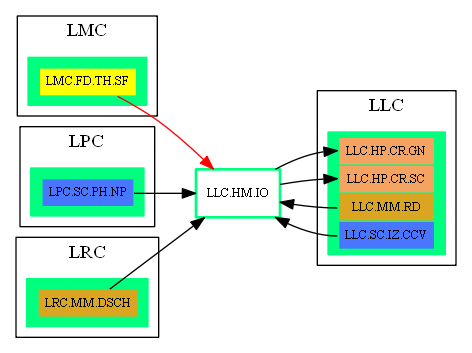 LMC
LMC.FD.TH.SF
LPC
LPC.SC.PH.NP
LRC
LRC.MM.DSCH
LLC.HM.IO
LLC
LLC.HP.CR.GN
LLC.HP.CR.SC
LLC.MM.RD
LLC.SC.IZ.CCV